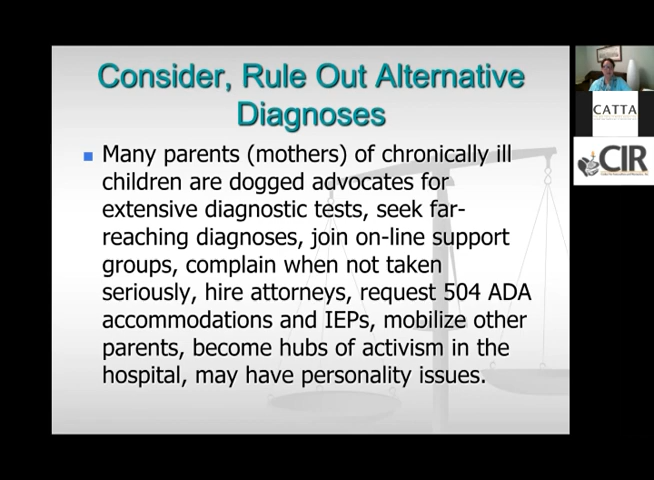 Consider, Rule Out Alternative
Diagnoses
Many parents (mothers) of chronically ill
children are dogged advocates for
extensive diagnostic tests, seek far-
reaching diagnoses, join on-line support
groups, complain when not taken
seriously, hire attorneys, request 504 ADA
accommodations and IEPs, mobilize other
parents, become hubs of activism in the
hospital, may have personality issues.
CATTA
CIR